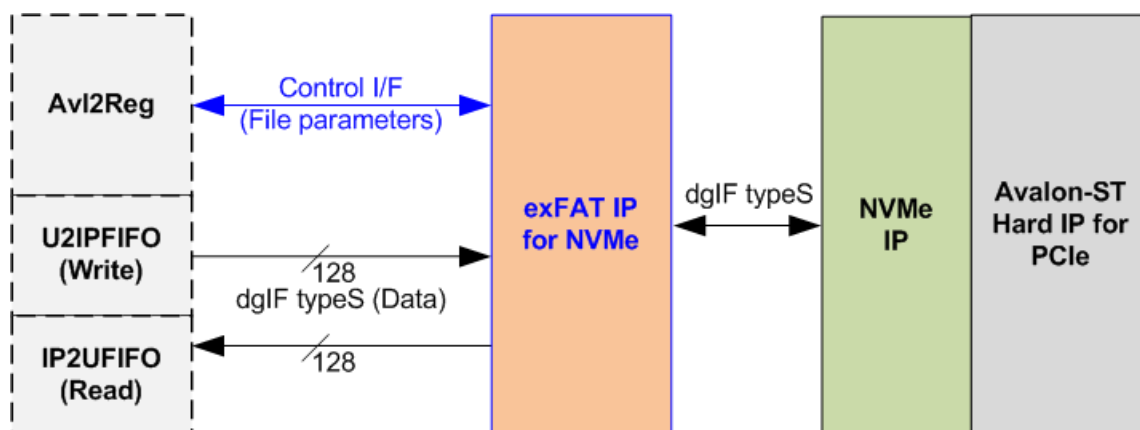 Avl2Reg
Control I/F
(File parameters)
U2IPFIFO
(Write)
128
dgIF typeS (Data)
IP2UFIFO
(Read)
128
exFAT IP
for NVMe
dgIF typeS
NVMe
IP
Avalon-ST
Hard IP for
PCIe